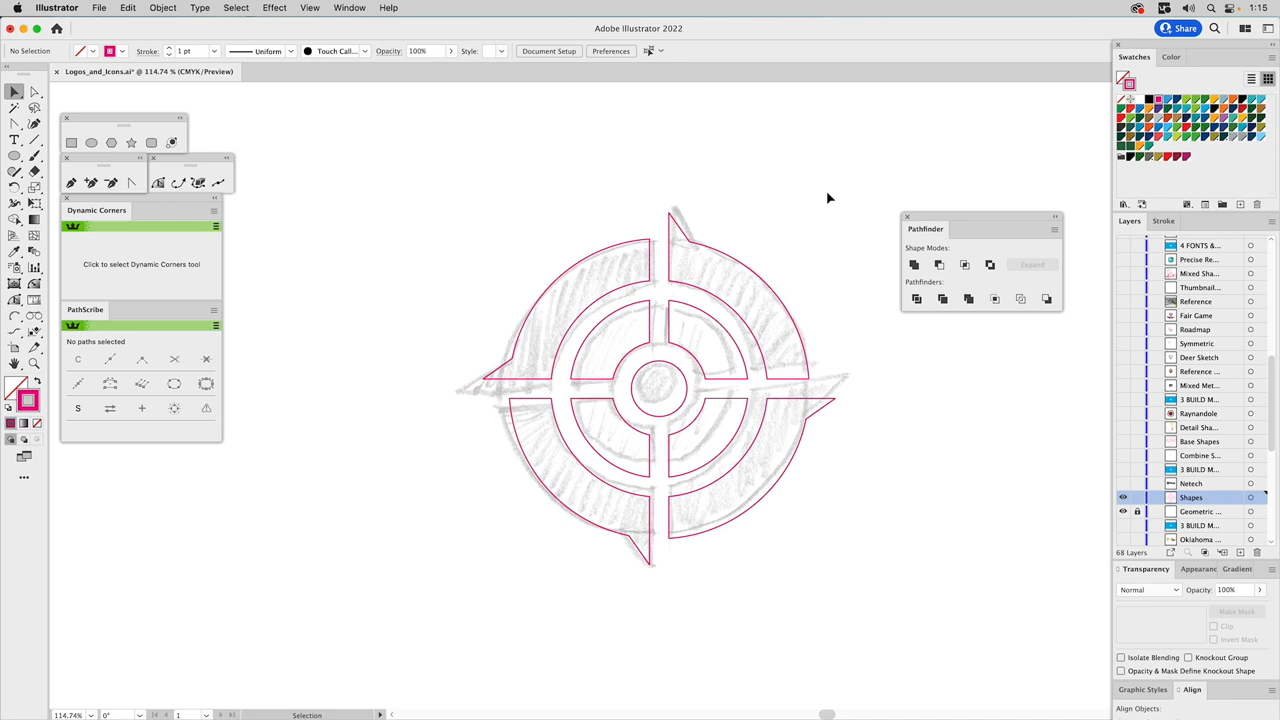 Illustrator File Edit Object Type Select Effect View Window Help 1:15
Adobe Illustrator 2022
Share
No Selection Stroke: 1 pt Uniform Touch Call... Opacity: 100% Style: Document Setup Preferences
Logos_and_Icons.ai* @ 114.74 % (CMYK/Preview)
Swatches Color
Dynamic Corners
Click to select Dynamic Corners tool
PathScribe
No paths selected
C
S
Pathfinder
Shape Modes:
Expand
Pathfinders:
Layers Stroke
4 FONTS &...
Precise Re...
Mixed Sha...
Thumbnail...
Reference
Fair Game
Roadmap
Symmetric
Deer Sketch
Reference ...
Mixed Met...
3 BUILD M...
Raynandole
Detail Sha...
Base Shapes
Combine S...
3 BUILD M...
Netech
Shapes
Geometric ...
3 BUILD M...
Oklahoma ...
68 Layers
Transparency Appearanc Gradient
Normal Opacity: 100%
Make Mask
Clip
Invert Mask
Isolate Blending Knockout Group
Opacity & Mask Define Knockout Shape
Graphic Styles Align
Align Objects:
114.74% 0° 1 Selection